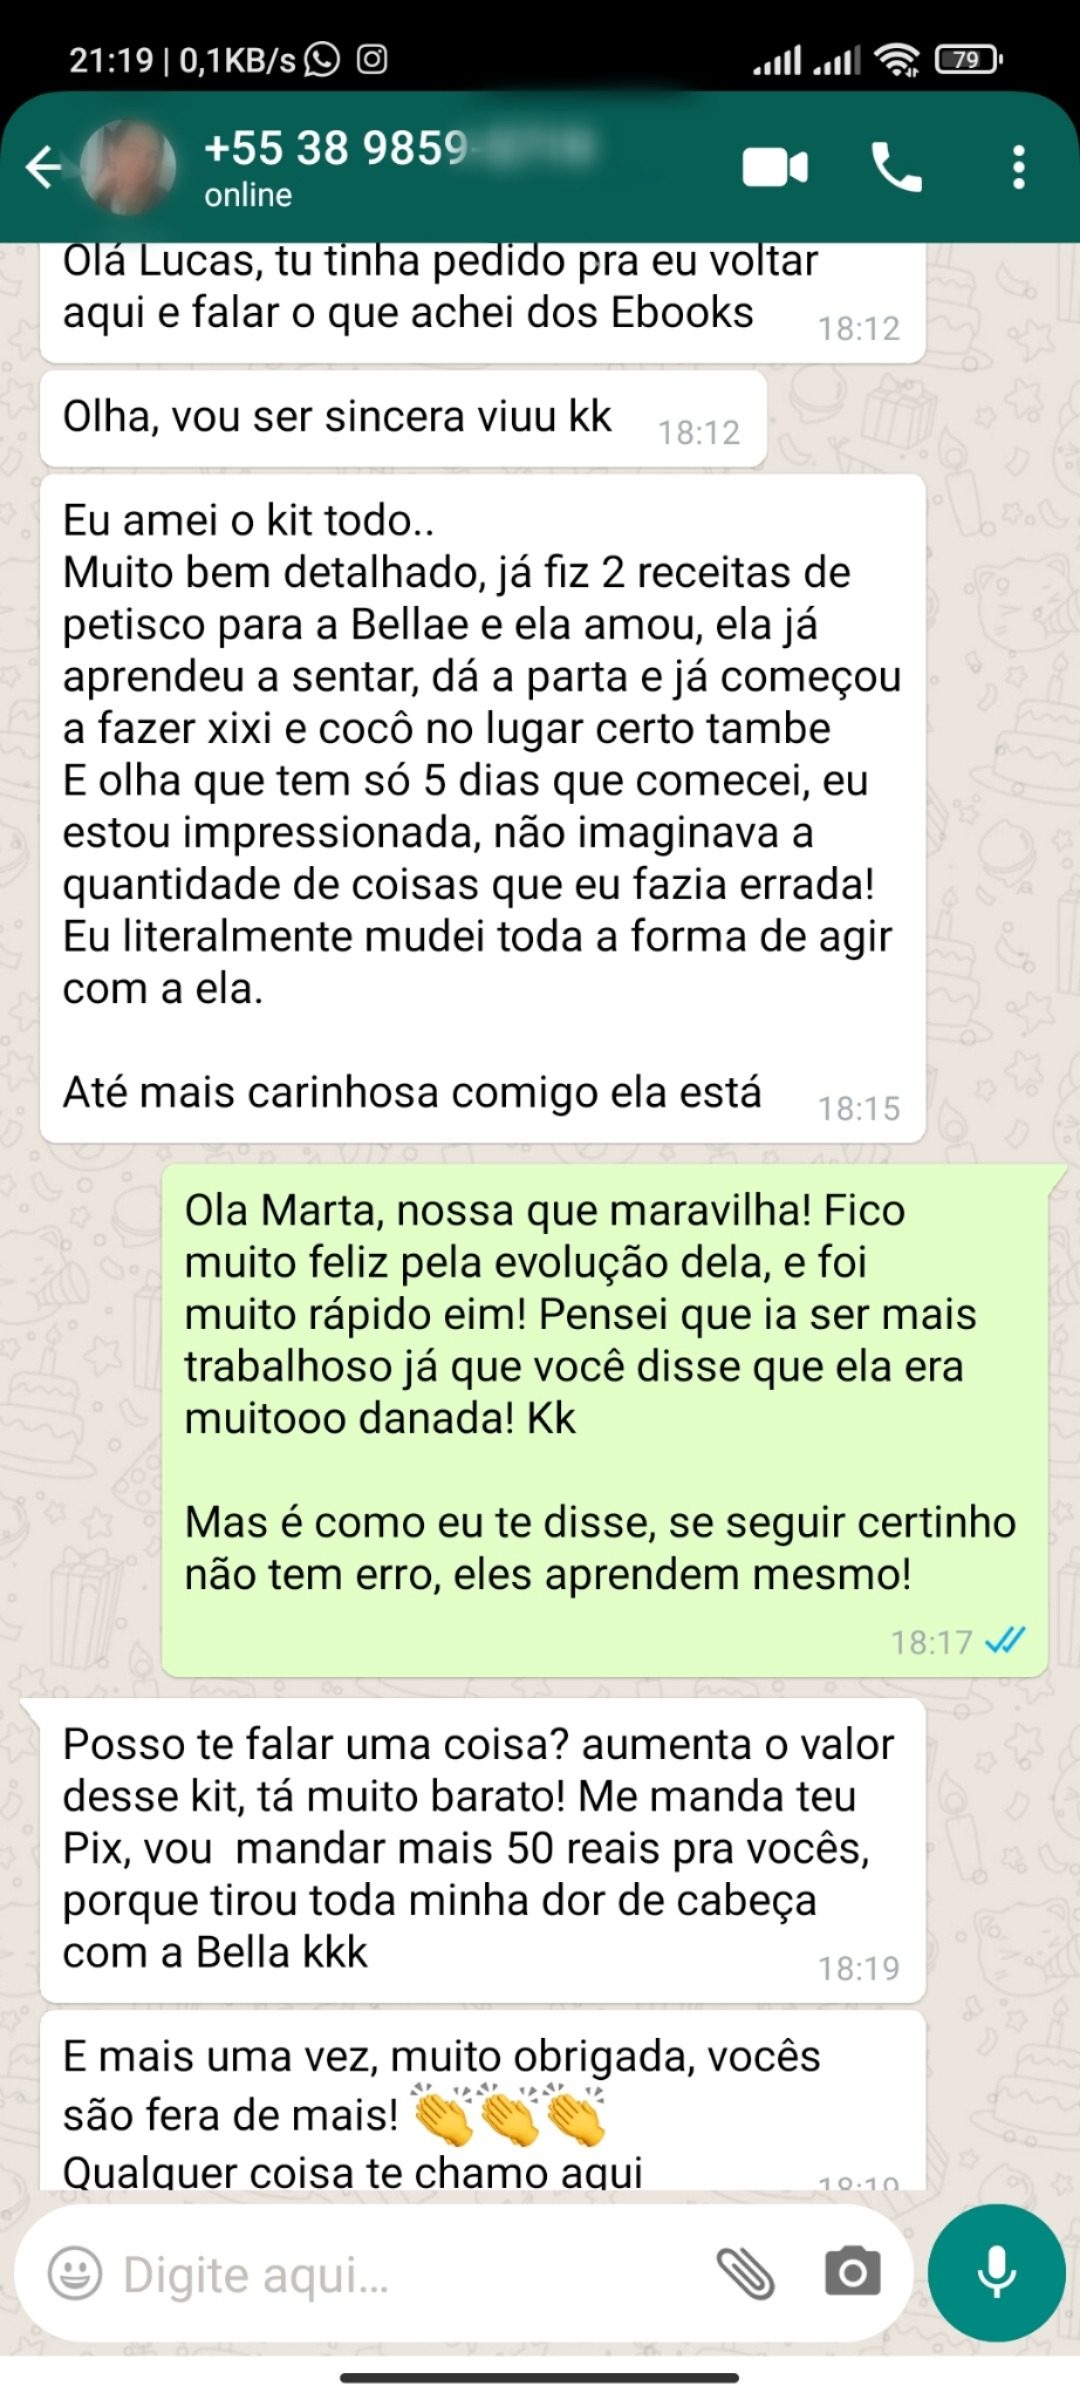 21:19 | 0,1KB/s
79
+55 38 9859
online
Olá Lucas, tu tinha pedido pra eu voltar
aqui e falar o que achei dos Ebooks
18:12
Olha, vou ser sincera viuu kk
18:12
Eu amei o kit todo..
Muito bem detalhado, já fiz 2 receitas de
petisco para a Bellae e ela amou, ela já
aprendeu a sentar, dá a parta e já começou
a fazer xixi e cocô no lugar certo tambe
E olha que tem só 5 dias que comecei, eu
estou impressionada, não imaginava a
quantidade de coisas que eu fazia errada!
Eu literalmente mudei toda a forma de agir
com a ela.
Até mais carinhosa comigo ela está
18:15
Ola Marta, nossa que maravilha! Fico
muito feliz pela evolução dela, e foi
muito rápido eim! Pensei que ia ser mais
trabalhoso já que você disse que ela era
muitooo danada! Kk
Mas é como eu te disse, se seguir certinho
não tem erro, eles aprendem mesmo!
18:17
Posso te falar uma coisa? aumenta o valor
desse kit, tá muito barato! Me manda teu
Pix, vou  mandar mais 50 reais pra vocês,
porque tirou toda minha dor de cabeça
com a Bella kkk
18:19
E mais uma vez, muito obrigada, vocês
são fera de mais! 👏👏👏
Qualquer coisa te chamo aqui
18:19
Digite aqui...